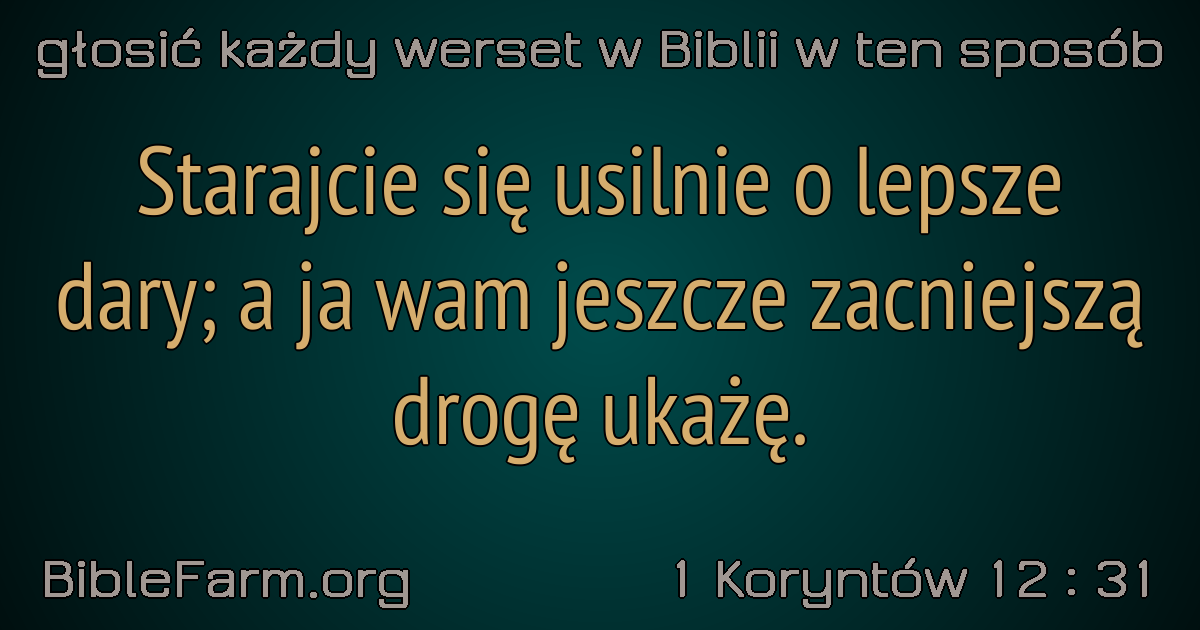 głosić każdy werset w Biblii w ten sposób
Starajcie się usilnie o lepsze
dary; a ja wam jeszcze zacniejszą
drogę ukażę.
BibleFarm.org
1 Koryntów 12 : 31